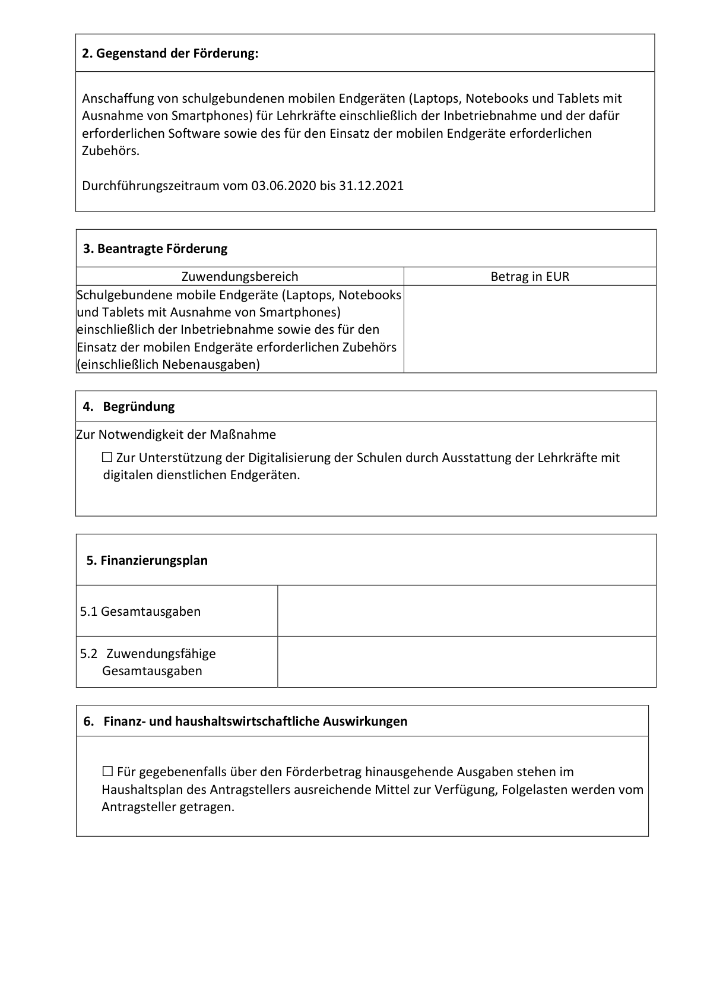 2. Gegenstand der Förderung:
Anschaffung von schulgebundenen mobilen Endgeräten (Laptops, Notebooks und Tablets mit
Ausnahme von Smartphones) für Lehrkräfte einschließlich der Inbetriebnahme und der dafür
erforderlichen Software sowie des für den Einsatz der mobilen Endgeräte erforderlichen
Zubehörs.
Durchführungszeitraum vom 03.06.2020 bis 31.12.2021
3. Beantragte Förderung
Zuwendungsbereich Betrag in EUR
Schulgebundene mobile Endgeräte (Laptops, Notebooks
und Tablets mit Ausnahme von Smartphones)
einschließlich der Inbetriebnahme sowie des für den
Einsatz der mobilen Endgeräte erforderlichen Zubehörs
(einschließlich Nebenausgaben)
4. Begründung
Zur Notwendigkeit der Maßnahme
☐ Zur Unterstützung der Digitalisierung der Schulen durch Ausstattung der Lehrkräfte mit
digitalen dienstlichen Endgeräten.
5. Finanzierungsplan
5.1 Gesamtausgaben
5.2 Zuwendungsfähige
Gesamtausgaben
6. Finanz- und haushaltswirtschaftliche Auswirkungen
☐ Für gegebenenfalls über den Förderbetrag hinausgehende Ausgaben stehen im
Haushaltsplan des Antragstellers ausreichende Mittel zur Verfügung, Folgelasten werden vom
Antragsteller getragen.